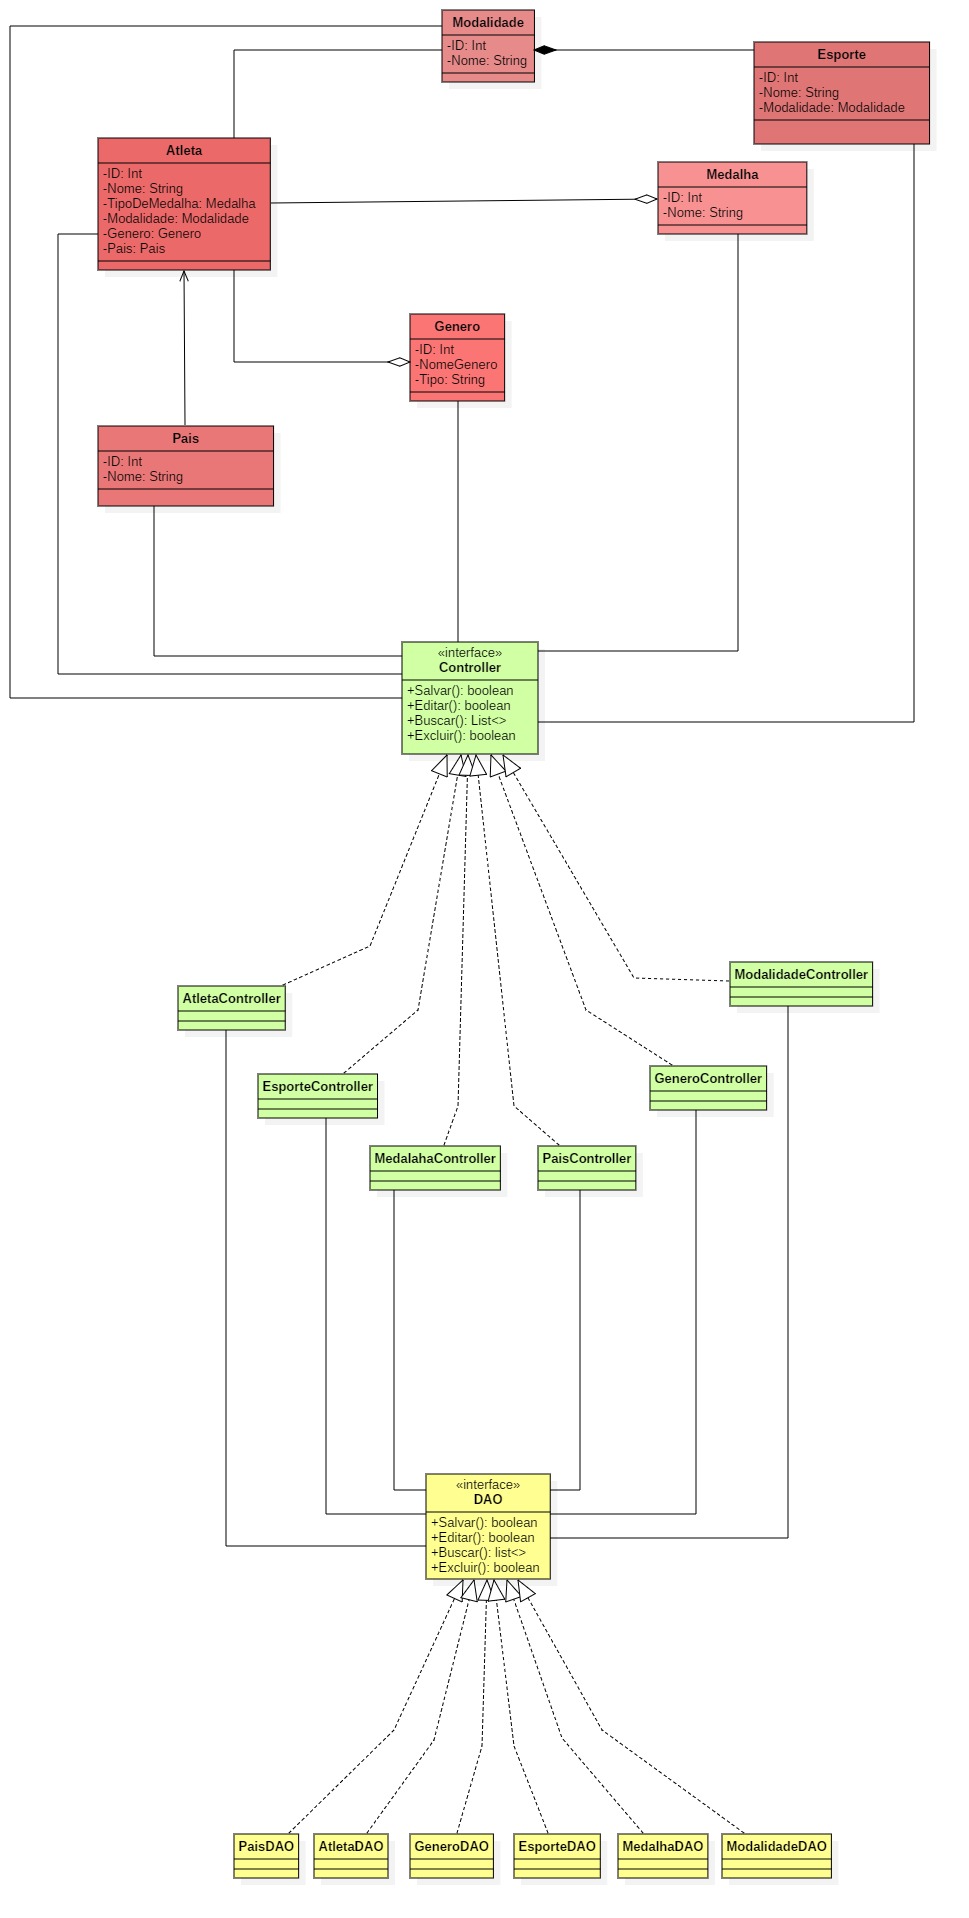 Modalidade
-ID: Int
-Nome: String
Esporte
-ID: Int
-Nome: String
-Modalidade: Modalidade
Atleta
-ID: Int
-Nome: String
-TipoDeMedalha: Medalha
-Modalidade: Modalidade
-Genero: Genero
-Pais: Pais
Medalha
-ID: Int
-Nome: String
Genero
-ID: Int
-NomeGenero
-Tipo: String
Pais
-ID: Int
-Nome: String
«interface»
Controller
+Salvar(): boolean
+Editar(): boolean
+Buscar(): List<>
+Excluir(): boolean
ModalidadeController
AtletaController
GeneroController
EsporteController
MedalahaController
PaisController
«interface»
DAO
+Salvar(): boolean
+Editar(): boolean
+Buscar(): list<>
+Excluir(): boolean
PaisDAO
AtletaDAO
GeneroDAO
EsporteDAO
MedalhaDAO
ModalidadeDAO